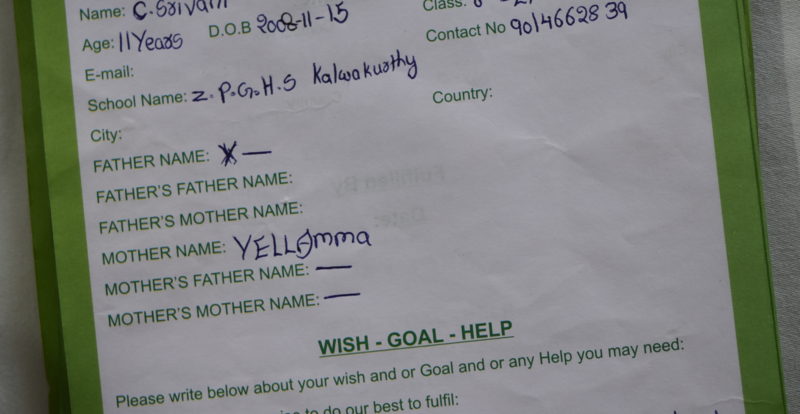 Name: C. Srivani
Class: 6
Age: 11 Years D.O.B 2008-11-15
Contact No 9014662839
E-mail:
School Name: Z.P.G.H.S Kalwakurthy
Country:
City:
FATHER NAME: X —
FATHER'S FATHER NAME:
FATHER'S MOTHER NAME:
MOTHER NAME: YELLAmma
MOTHER'S FATHER NAME: —
MOTHER'S MOTHER NAME: —
WISH - GOAL - HELP
Please write below about your wish and or Goal and or any Help you may need:
to do our best to fulfil: